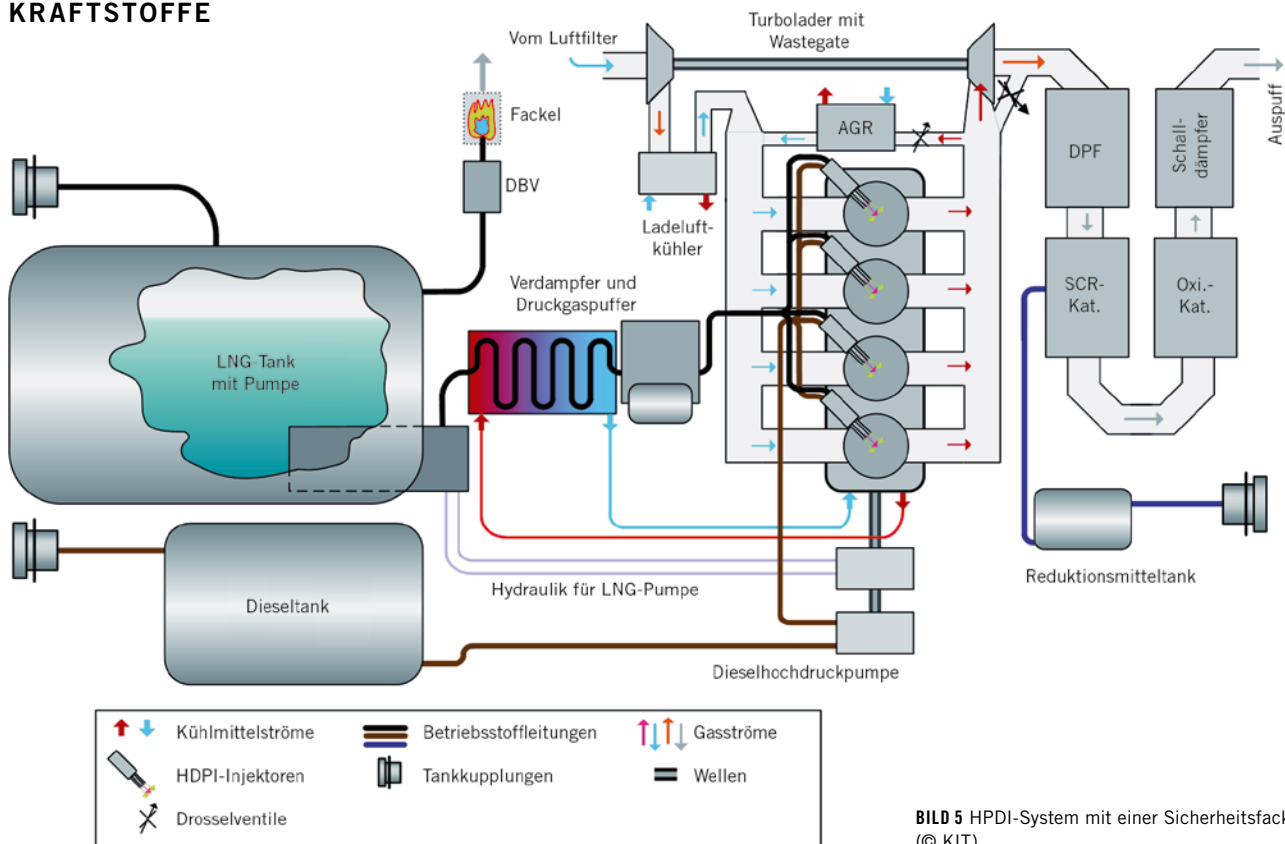 KRAFTSTOFFE
Turbolader mit
Wastegate
Vom Luftfilter
Fackel
AGR
DPF
Schall-
dämpfer
Auspuff
DBV
Ladeluft-
kühler
Verdampfer und
Druckgaspuffer
SCR-
Kat.
Oxi.-
Kat.
LNG-Tank
mit Pumpe
Hydraulik für LNG-Pumpe
Reduktionsmitteltank
Dieseltank
Dieselhochdruckpumpe
Kühlmittelströme
Betriebsstoffleitungen
Gasströme
HDPI-Injektoren
Tankkupplungen
Wellen
Drosselventile
BILD 5 HPDI-System mit einer Sicherheitsfack
(© KIT)